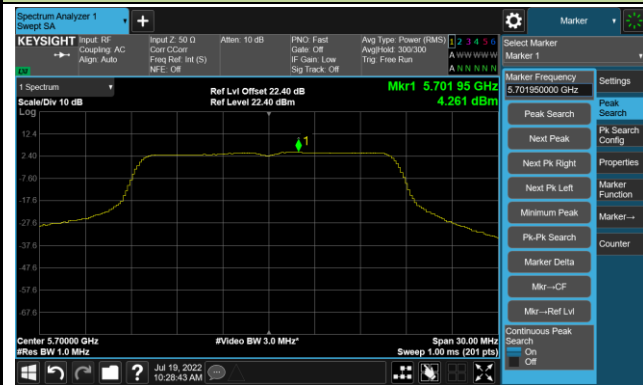 Spectrum Analyzer 1
Swept SA
Marker
KEYSIGHT
Input: RF
Coupling: AC
Align: Auto
Input Z: 50 Ω
Corr CCorr
Freq Ref: Int (S)
NFE: Off
Atten: 10 dB
PNO: Fast
Gate: Off
IF Gain: Low
Sig Track: Off
Avg Type: Power (RMS)
Avg|Hold: 300/300
Trig: Free Run
1 2 3 4 5 6
A W W W W W
A N N N N N
LVI
Select Marker
Marker 1
1 Spectrum
Scale/Div 10 dB
Log
Ref Lvl Offset 22.40 dB
Ref Level 22.40 dBm
Mkr1 5.701 95 GHz
4.261 dBm
12.4
2.40
-7.60
-17.6
-27.6
-37.6
-47.6
-57.6
-67.6
1
Center 5.70000 GHz
#Res BW 1.0 MHz
#Video BW 3.0 MHz*
Span 30.00 MHz
Sweep 1.00 ms (201 pts)
Marker Frequency
5.701950000 GHz
Peak Search
Next Peak
Next Pk Right
Next Pk Left
Minimum Peak
Pk-Pk Search
Marker Delta
Mkr→CF
Mkr→Ref Lvl
Continuous Peak
Search
On
Off
Settings
Peak
Search
Pk Search
Config
Properties
Marker
Function
Marker→
Counter
Jul 19, 2022
10:28:43 AM